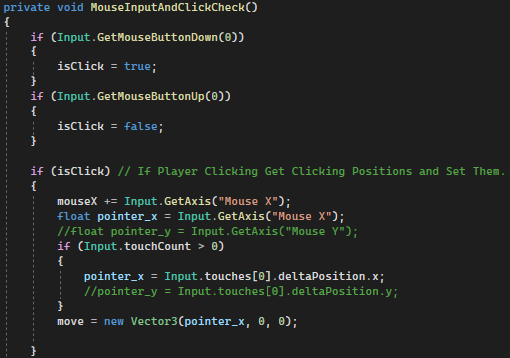 private void MouseInputAndClickCheck()
{
if (Input.GetMouseButtonDown(0))
{
isClick = true;
}
if (Input.GetMouseButtonUp(0))
{
isClick = false;
}
if (isClick) // If Player Clicking Get Clicking Positions and Set Them.
{
mouseX += Input.GetAxis("Mouse X");
float pointer_x = Input.GetAxis("Mouse X");
//float pointer_y = Input.GetAxis("Mouse Y");
if (Input.touchCount > 0)
{
pointer_x = Input.touches[0].deltaPosition.x;
//pointer_y = Input.touches[0].deltaPosition.y;
}
move = new Vector3(pointer_x, 0, 0);
}